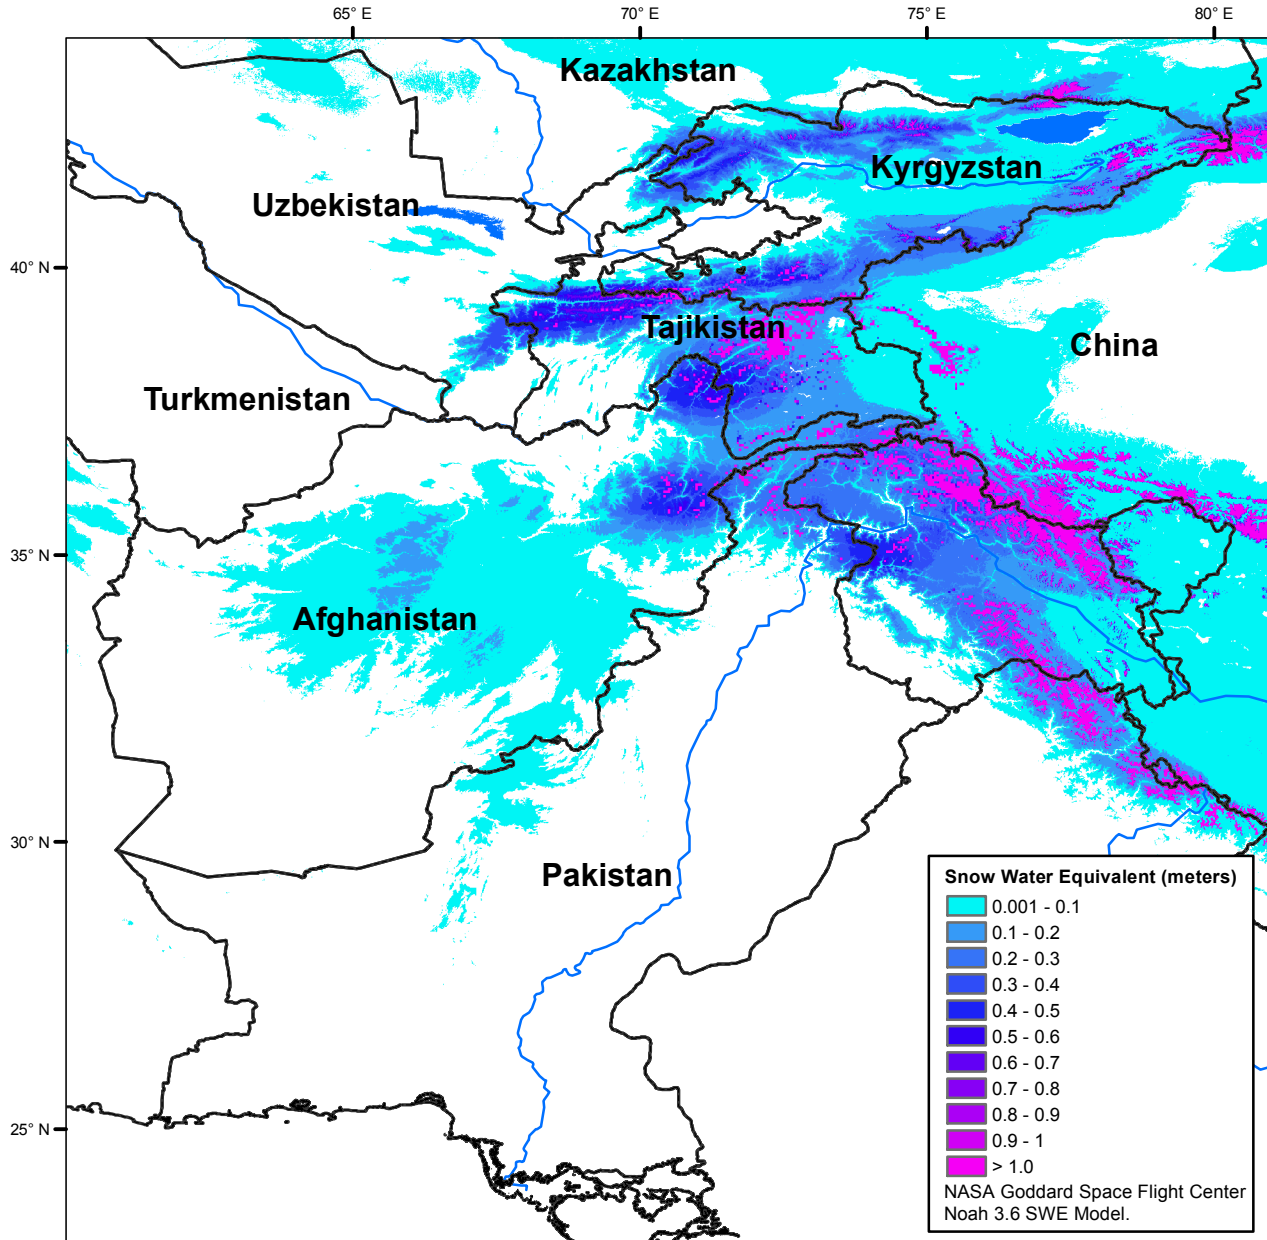 65° E
70° E
75° E
80° E
Kazakhstan
Kyrgyzstan
Uzbekistan
40° N
Tajikistan
China
Turkmenistan
35° N
Afghanistan
30° N
Pakistan
Snow Water Equivalent (meters)
0.001 - 0.1
0.1 - 0.2
0.2 - 0.3
0.3 - 0.4
0.4 - 0.5
0.5 - 0.6
0.6 - 0.7
0.7 - 0.8
0.8 - 0.9
0.9 - 1
> 1.0
25° N
NASA Goddard Space Flight Center
Noah 3.6 SWE Model.